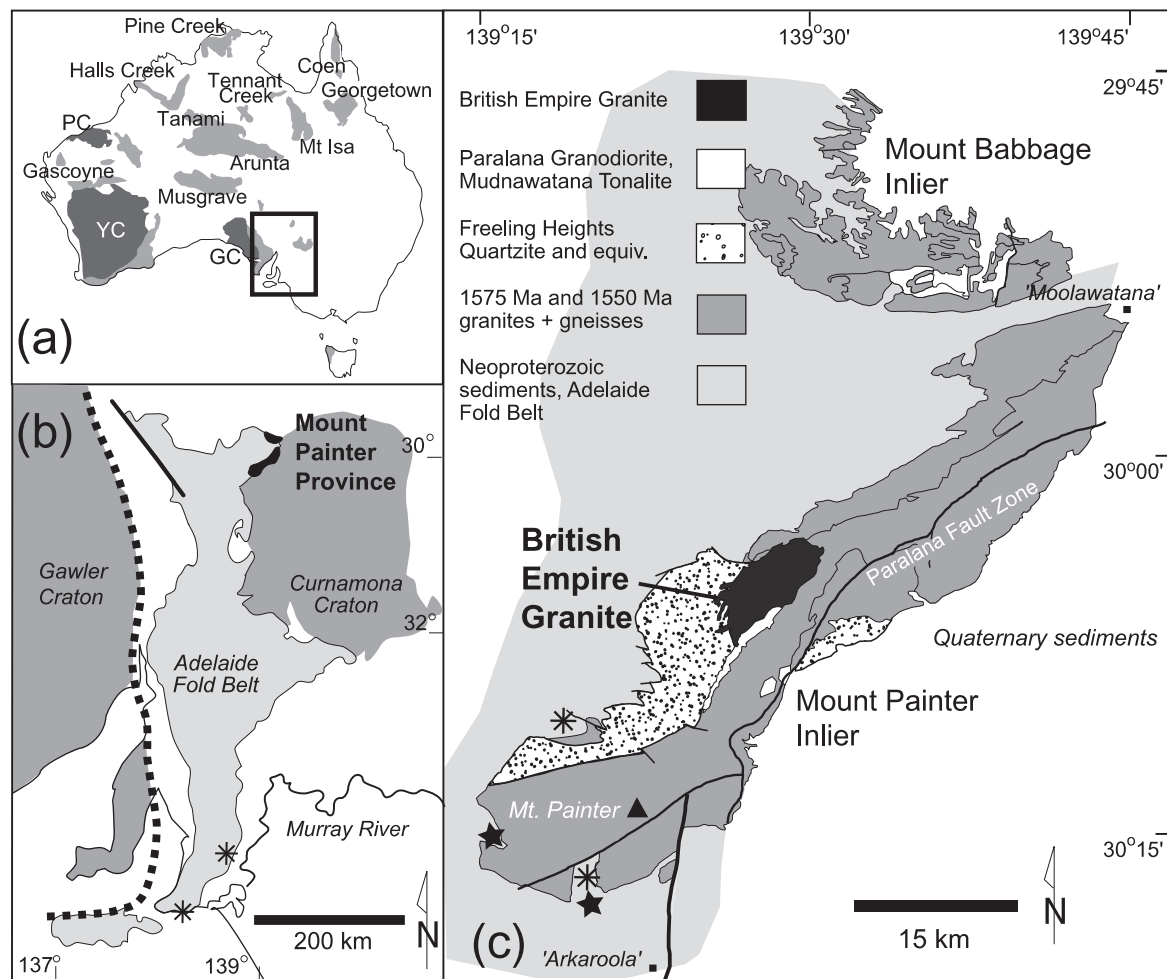 Pine Creek
Halls Creek
Tennant
Creek
Coen
Georgetown
PC
Tanami
Mt Isa
Arunta
Gascoyne
Musgrave
YC
GC
(a)
(b)
Mount
Painter
Province
30°
Gawler
Craton
Curnamona
Craton
32°
Adelaide
Fold Belt
Murray River
200 km
N
137°
139°
139°15'
139°30'
139°45'
29°45'
British Empire Granite
Paralana Granodiorite,
Mudnawatana Tonalite
Freeling Heights
Quartzite and equiv.
1575 Ma and 1550 Ma
granites + gneisses
Neoproterozoic
sediments, Adelaide
Fold Belt
Mount Babbage
Inlier
'Moolawatana'
30°00'
Paralana Fault Zone
British
Empire
Granite
Quaternary sediments
Mount Painter
Inlier
Mt. Painter
30°15'
(c)
'Arkaroola'
15 km
N